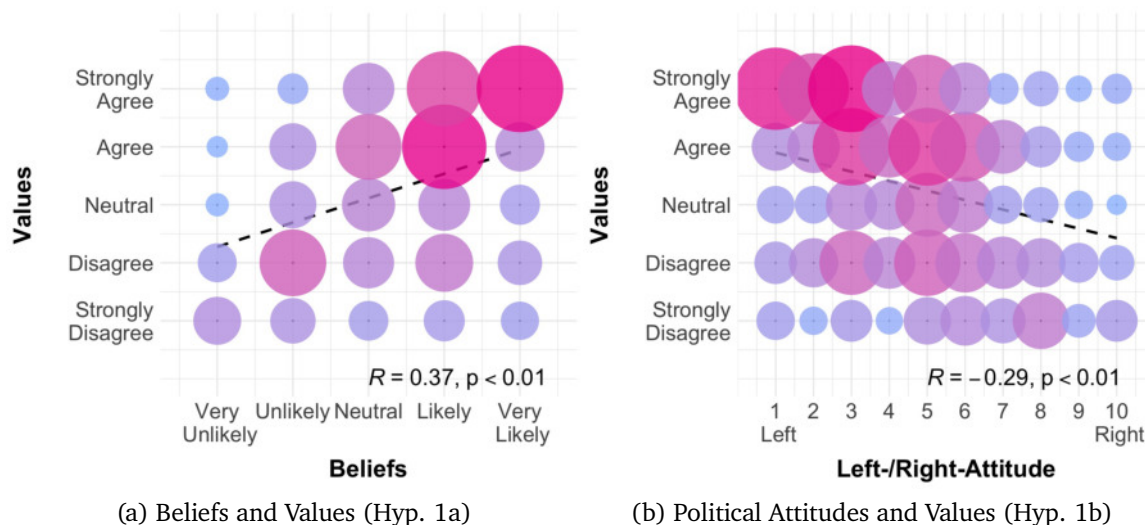 Values
Strongly
Agree
Agree
Neutral
Disagree
Strongly
Disagree
R = 0.37, p < 0.01
Very
Unlikely
Unlikely
Neutral
Likely
Very
Likely
Beliefs
(a) Beliefs and Values (Hyp. 1a)
Values
Strongly
Agree
Agree
Neutral
Disagree
Strongly
Disagree
R = −0.29, p < 0.01
1 2 3 4 5 6 7 8 9 10
Left Right
Left-/Right-Attitude
(b) Political Attitudes and Values (Hyp. 1b)